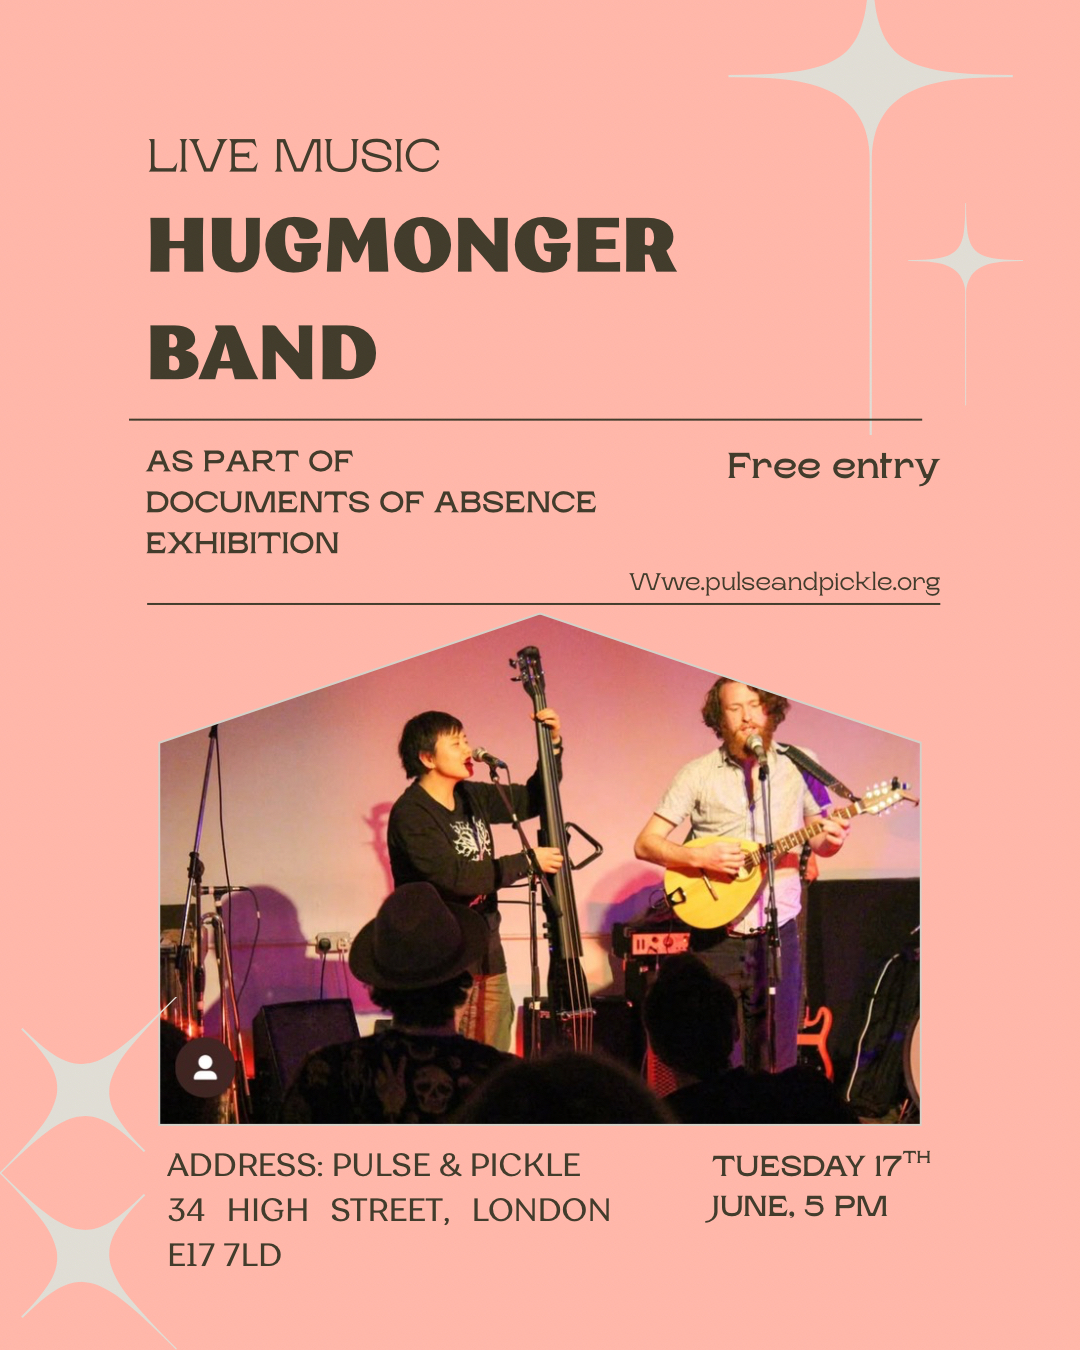 LIVE MUSIC
HUGMONGER
BAND
AS PART OF
DOCUMENTS OF ABSENCE
EXHIBITION
Free entry
Wwe.pulseandpickle.org
ADDRESS: PULSE & PICKLE
34 HIGH STREET, LONDON
E17 7LD
TUESDAY 17TH
JUNE, 5 PM